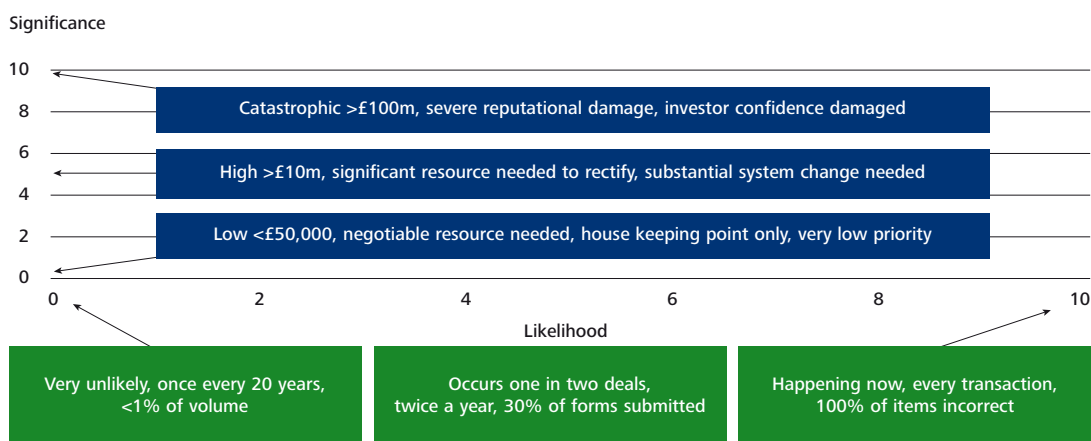 Significance
10
Catastrophic >£100m, severe reputational damage, investor confidence damaged
8
6
High >£10m, significant resource needed to rectify, substantial system change needed
4
Low <£50,000, negotiable resource needed, house keeping point only, very low priority
2
0
0 2 4 6 8 10
Likelihood
Very unlikely, once every 20 years,
<1% of volume
Occurs one in two deals,
twice a year, 30% of forms submitted
Happening now, every transaction,
100% of items incorrect